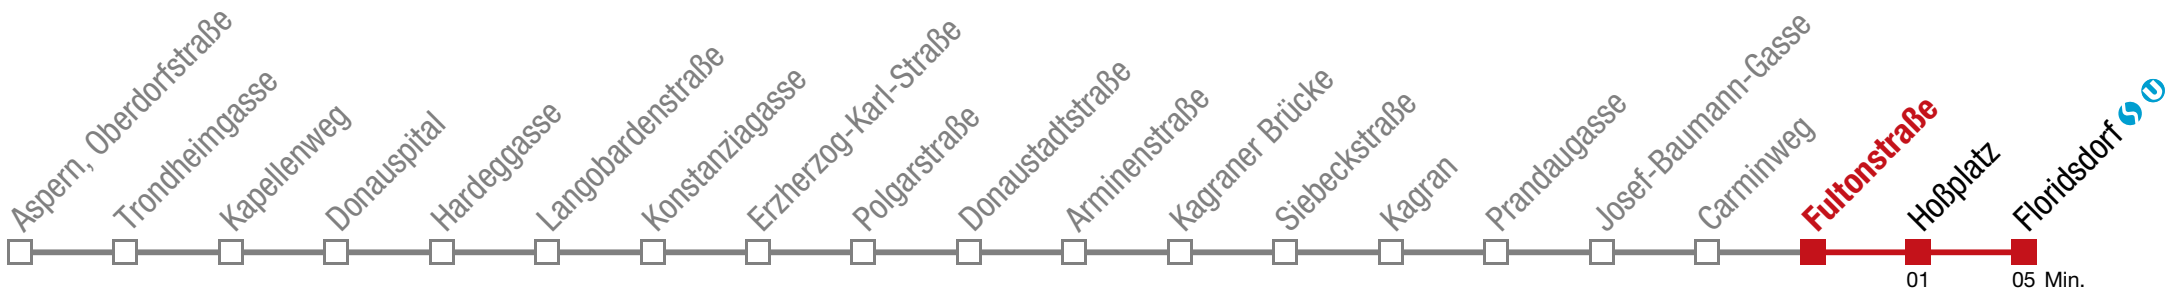 Aspern, Oberdorfstraße
Trondheimgasse
Kapellenweg
Donauspital
Hardeggasse
Langobardenstraße
Konstanziagasse
Erzherzog-Karl-Straße
Polgarstraße
Donaustadtstraße
Arminenstraße
Kagraner Brücke
Siebeckstraße
Kagran
Prandaugasse
Josef-Baumann-Gasse
Carminweg
Fultonstraße
Hoßplatz
Floridsdorf S U
01
05 Min.